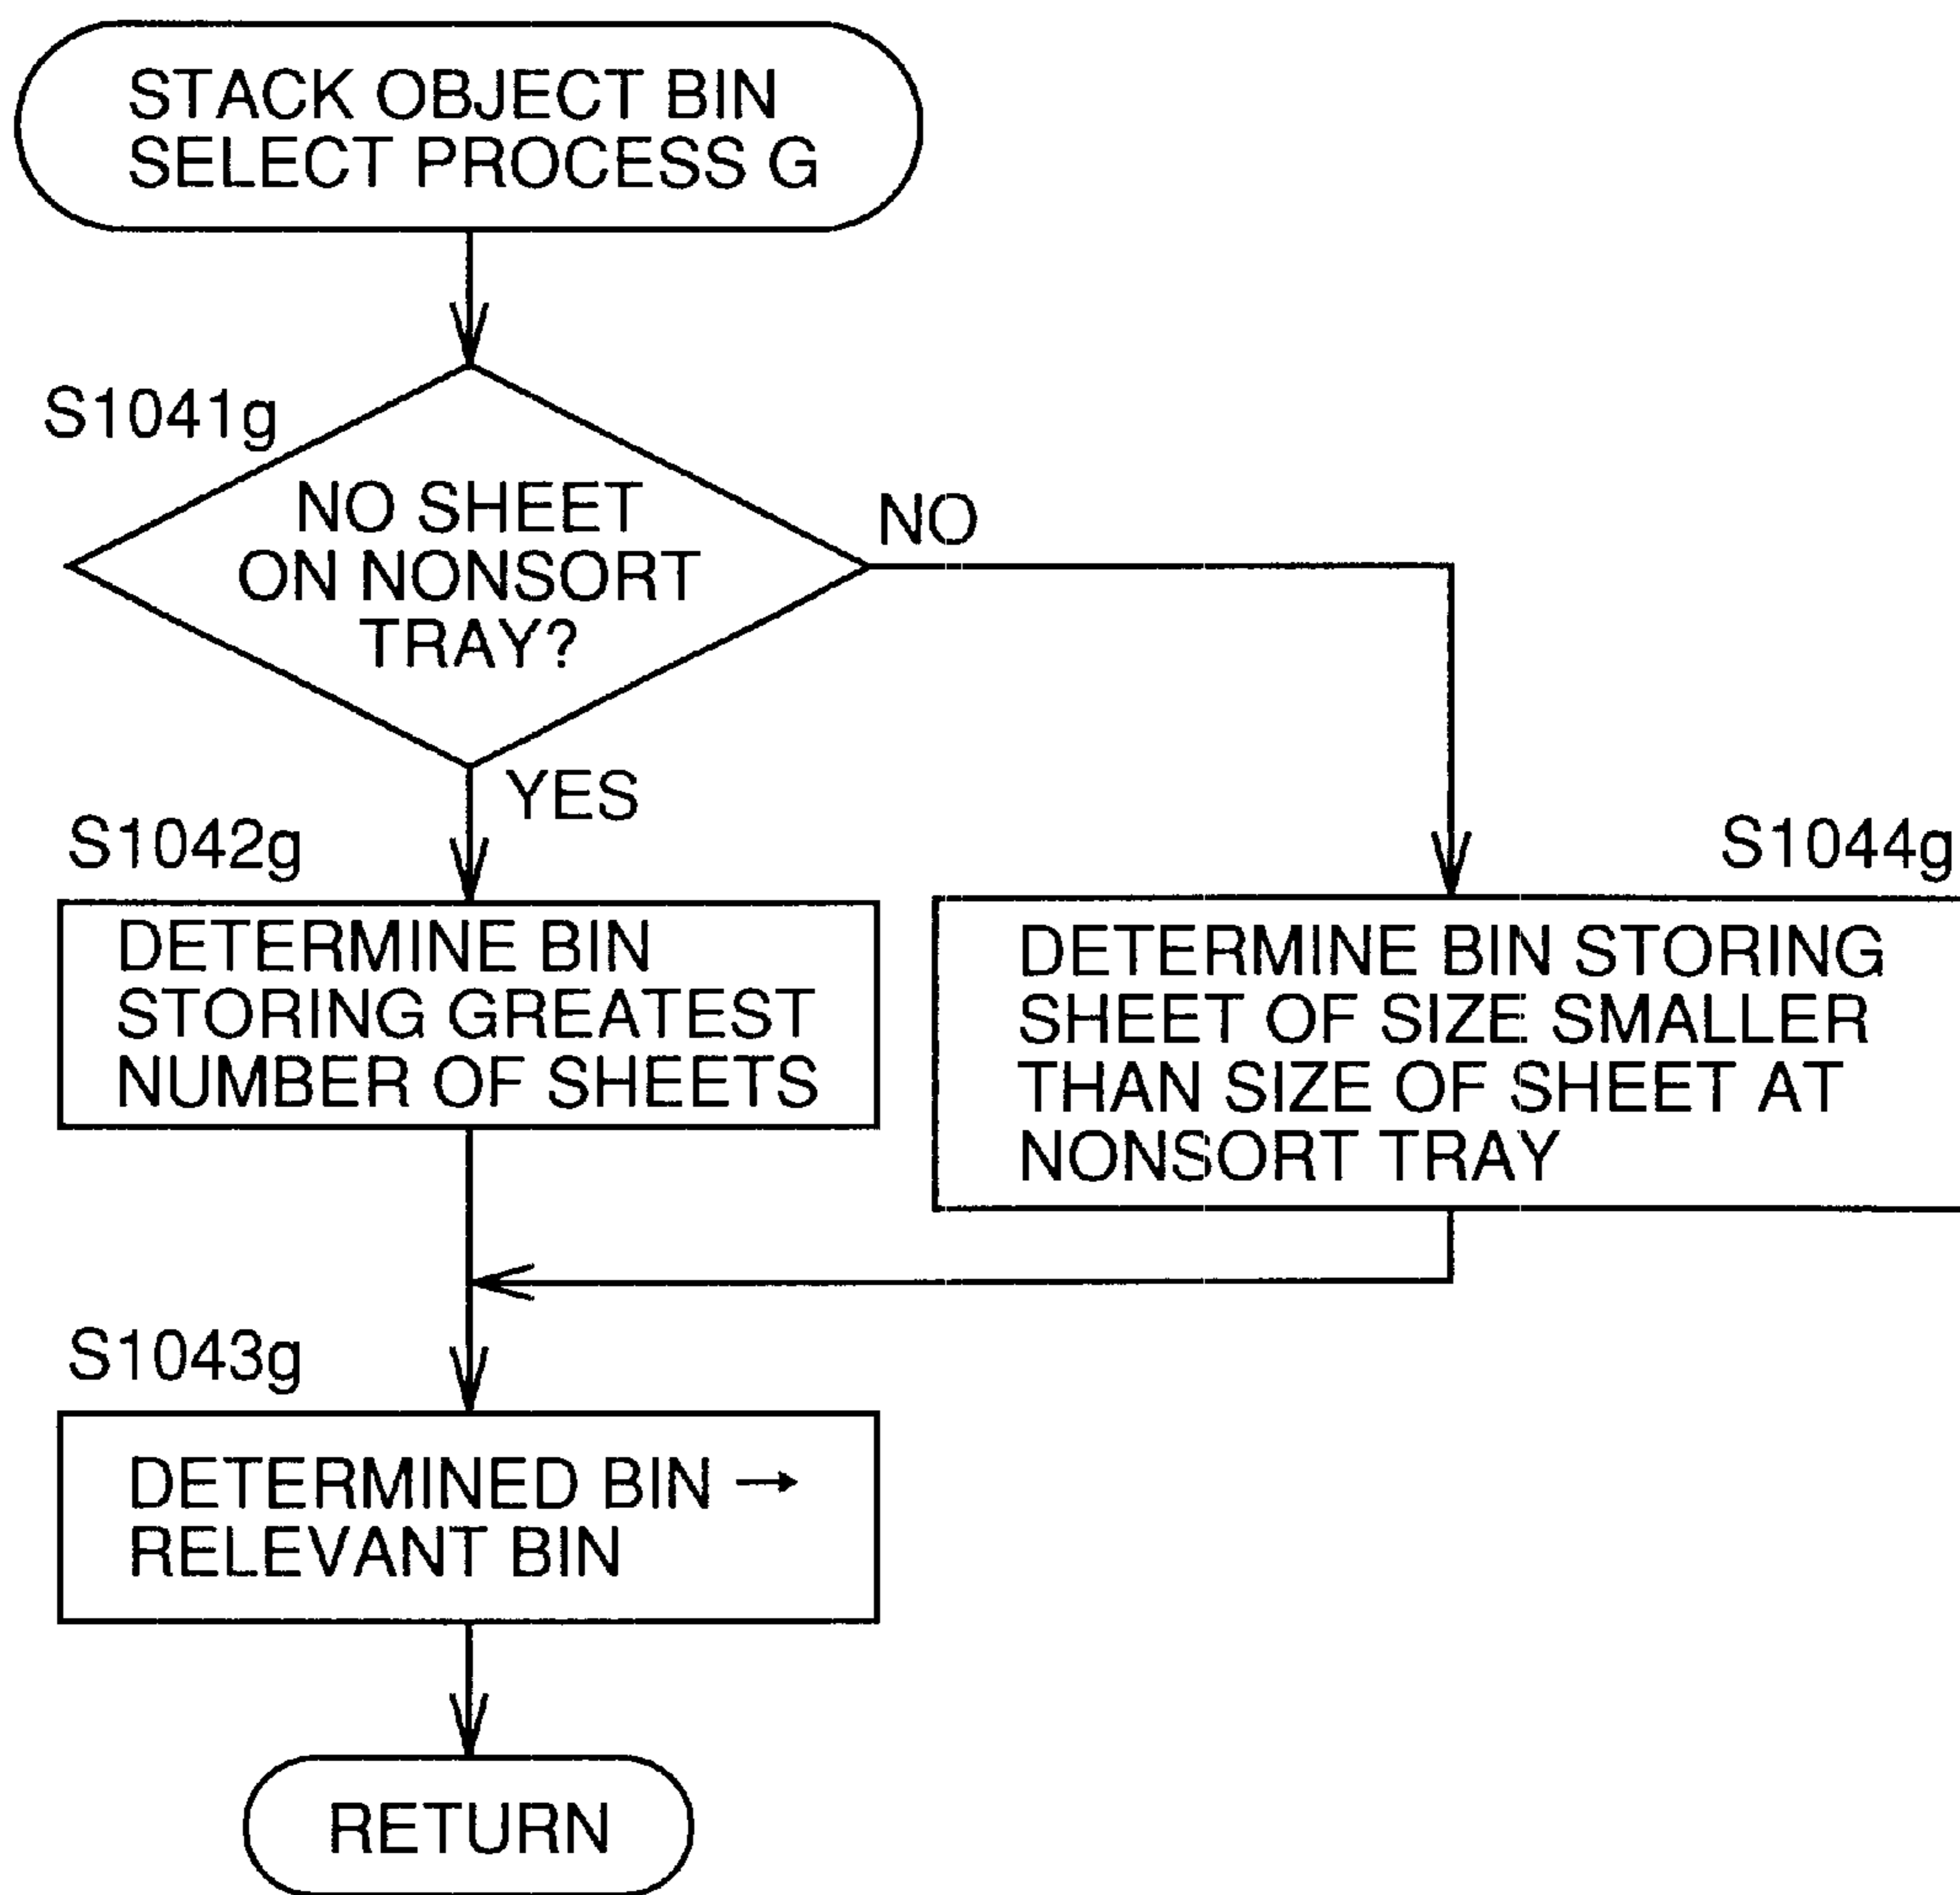 STACK OBJECT BIN
SELECT PROCESS G
S1041g
NO SHEET
ON NONSORT
TRAY?
NO
YES
S1042g
DETERMINE BIN
STORING GREATEST
NUMBER OF SHEETS
S1044g
DETERMINE BIN STORING
SHEET OF SIZE SMALLER
THAN SIZE OF SHEET AT
NONSORT TRAY
S1043g
DETERMINED BIN →
RELEVANT BIN
RETURN